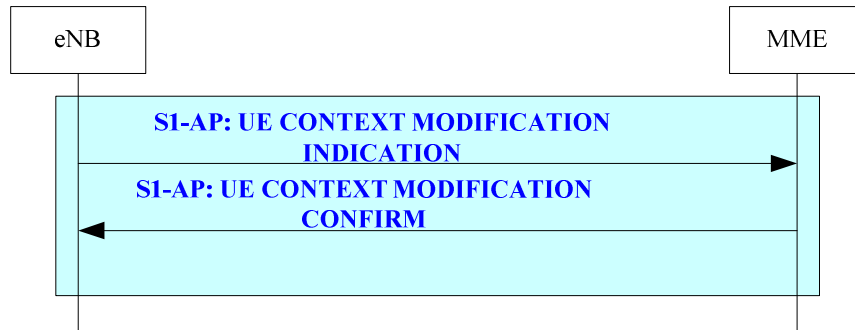 eNB
MME
S1-AP: UE CONTEXT MODIFICATION
INDICATION
S1-AP: UE CONTEXT MODIFICATION
CONFIRM